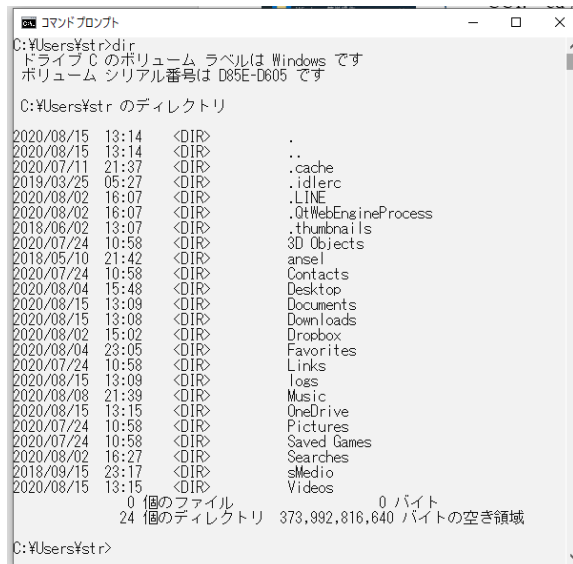 コマンドプロンプト
C:¥Users¥str>dir
ドライブ C のボリューム ラベルは Windows です
ボリューム シリアル番号は D85E-D605 です
C:¥Users¥str のディレクトリ
2020/08/15 13:14 <DIR> .
2020/08/15 13:14 <DIR> ..
2020/07/11 21:37 <DIR> .cache
2019/03/25 05:27 <DIR> .idlerc
2020/08/02 16:07 <DIR> .LINE
2020/08/02 16:07 <DIR> .QtWebEngineProcess
2018/06/02 13:07 <DIR> .thumbnails
2020/07/24 10:58 <DIR> 3D Objects
2018/05/10 21:42 <DIR> ansel
2020/07/24 10:58 <DIR> Contacts
2020/08/04 15:48 <DIR> Desktop
2020/08/15 13:09 <DIR> Documents
2020/08/15 13:08 <DIR> Downloads
2020/08/02 15:02 <DIR> Dropbox
2020/08/04 23:05 <DIR> Favorites
2020/07/24 10:58 <DIR> Links
2020/08/15 13:09 <DIR> logs
2020/08/08 21:39 <DIR> Music
2020/08/15 13:15 <DIR> OneDrive
2020/07/24 10:58 <DIR> Pictures
2020/07/24 10:58 <DIR> Saved Games
2020/08/02 16:27 <DIR> Searches
2018/09/15 23:17 <DIR> sMedio
2020/08/15 13:15 <DIR> Videos
0 個のファイル 0 バイト
24 個のディレクトリ 373,992,816,640 バイトの空き領域
C:¥Users¥str>